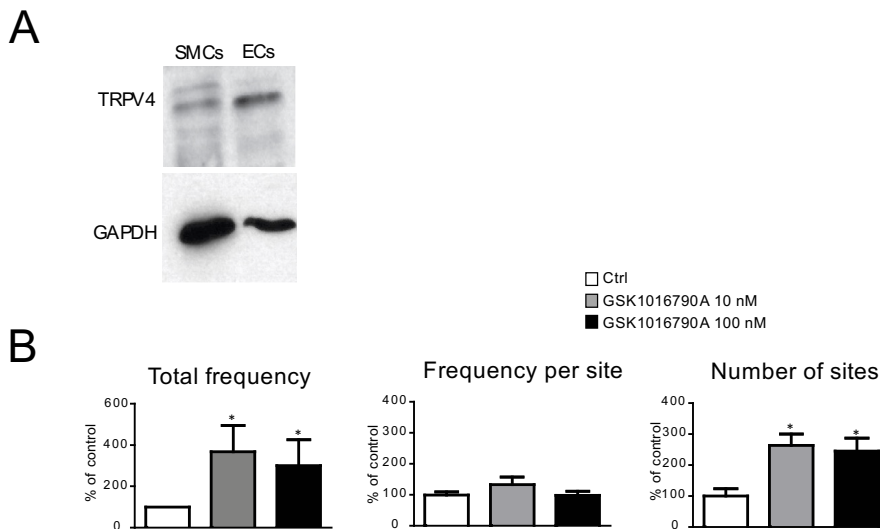 A
SMCs ECs
TRPV4
GAPDH
Ctrl
GSK1016790A 10 nM
GSK1016790A 100 nM
B
Total frequency
Frequency per site
Number of sites
600
400
200
0
% of control
*
*
400
300
200
100
0
% of control
400
300
200
100
0
% of control
*
*